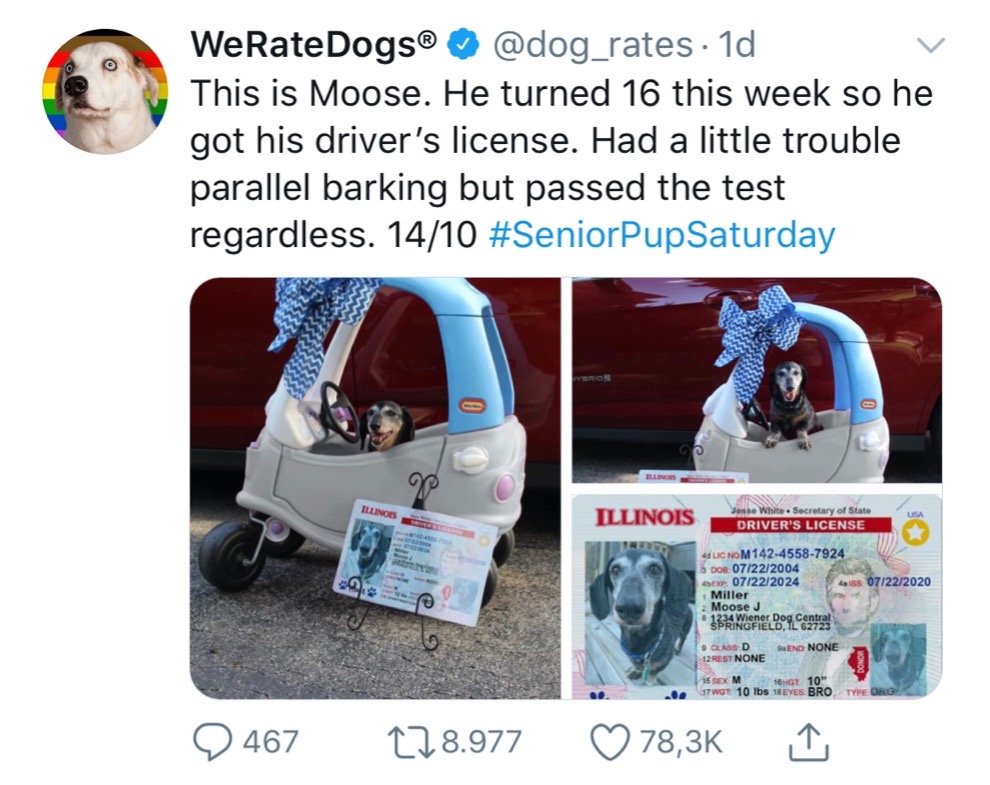 WeRateDogs® @dog_rates · 1d
This is Moose. He turned 16 this week so he
got his driver's license. Had a little trouble
parallel barking but passed the test
regardless. 14/10 #SeniorPupSaturday
ILLINOIS
DRIVER'S LICENSE
ILLINOIS
ILLINOIS
Jesse White • Secretary of State
DRIVER'S LICENSE
USA
4d LIC NO M142-4558-7924
3 DOB: 07/22/2004
4b EXP: 07/22/2024 4a ISS: 07/22/2020
1 Miller
2 Moose J
8 1234 Wiener Dog Central
SPRINGFIELD, IL 62723
9 CLASS: D 9a END: NONE
12 REST NONE
DONOR
15 SEX M 16 HGT 10"
17 WGT: 10 lbs 18 EYES: BRO TYPE: ORG
467 8.977 78,3K